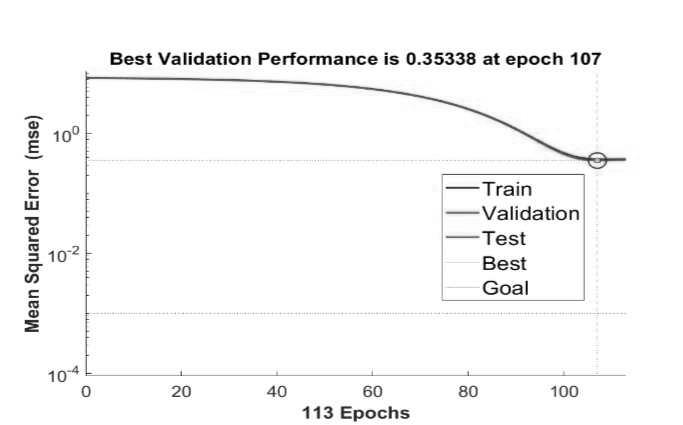 Best Validation Performance is 0.35338 at epoch 107
Mean Squared Error (mse)
10^0
10^-2
10^-4
Train
Validation
Test
Best
Goal
0 20 40 60 80 100
113 Epochs